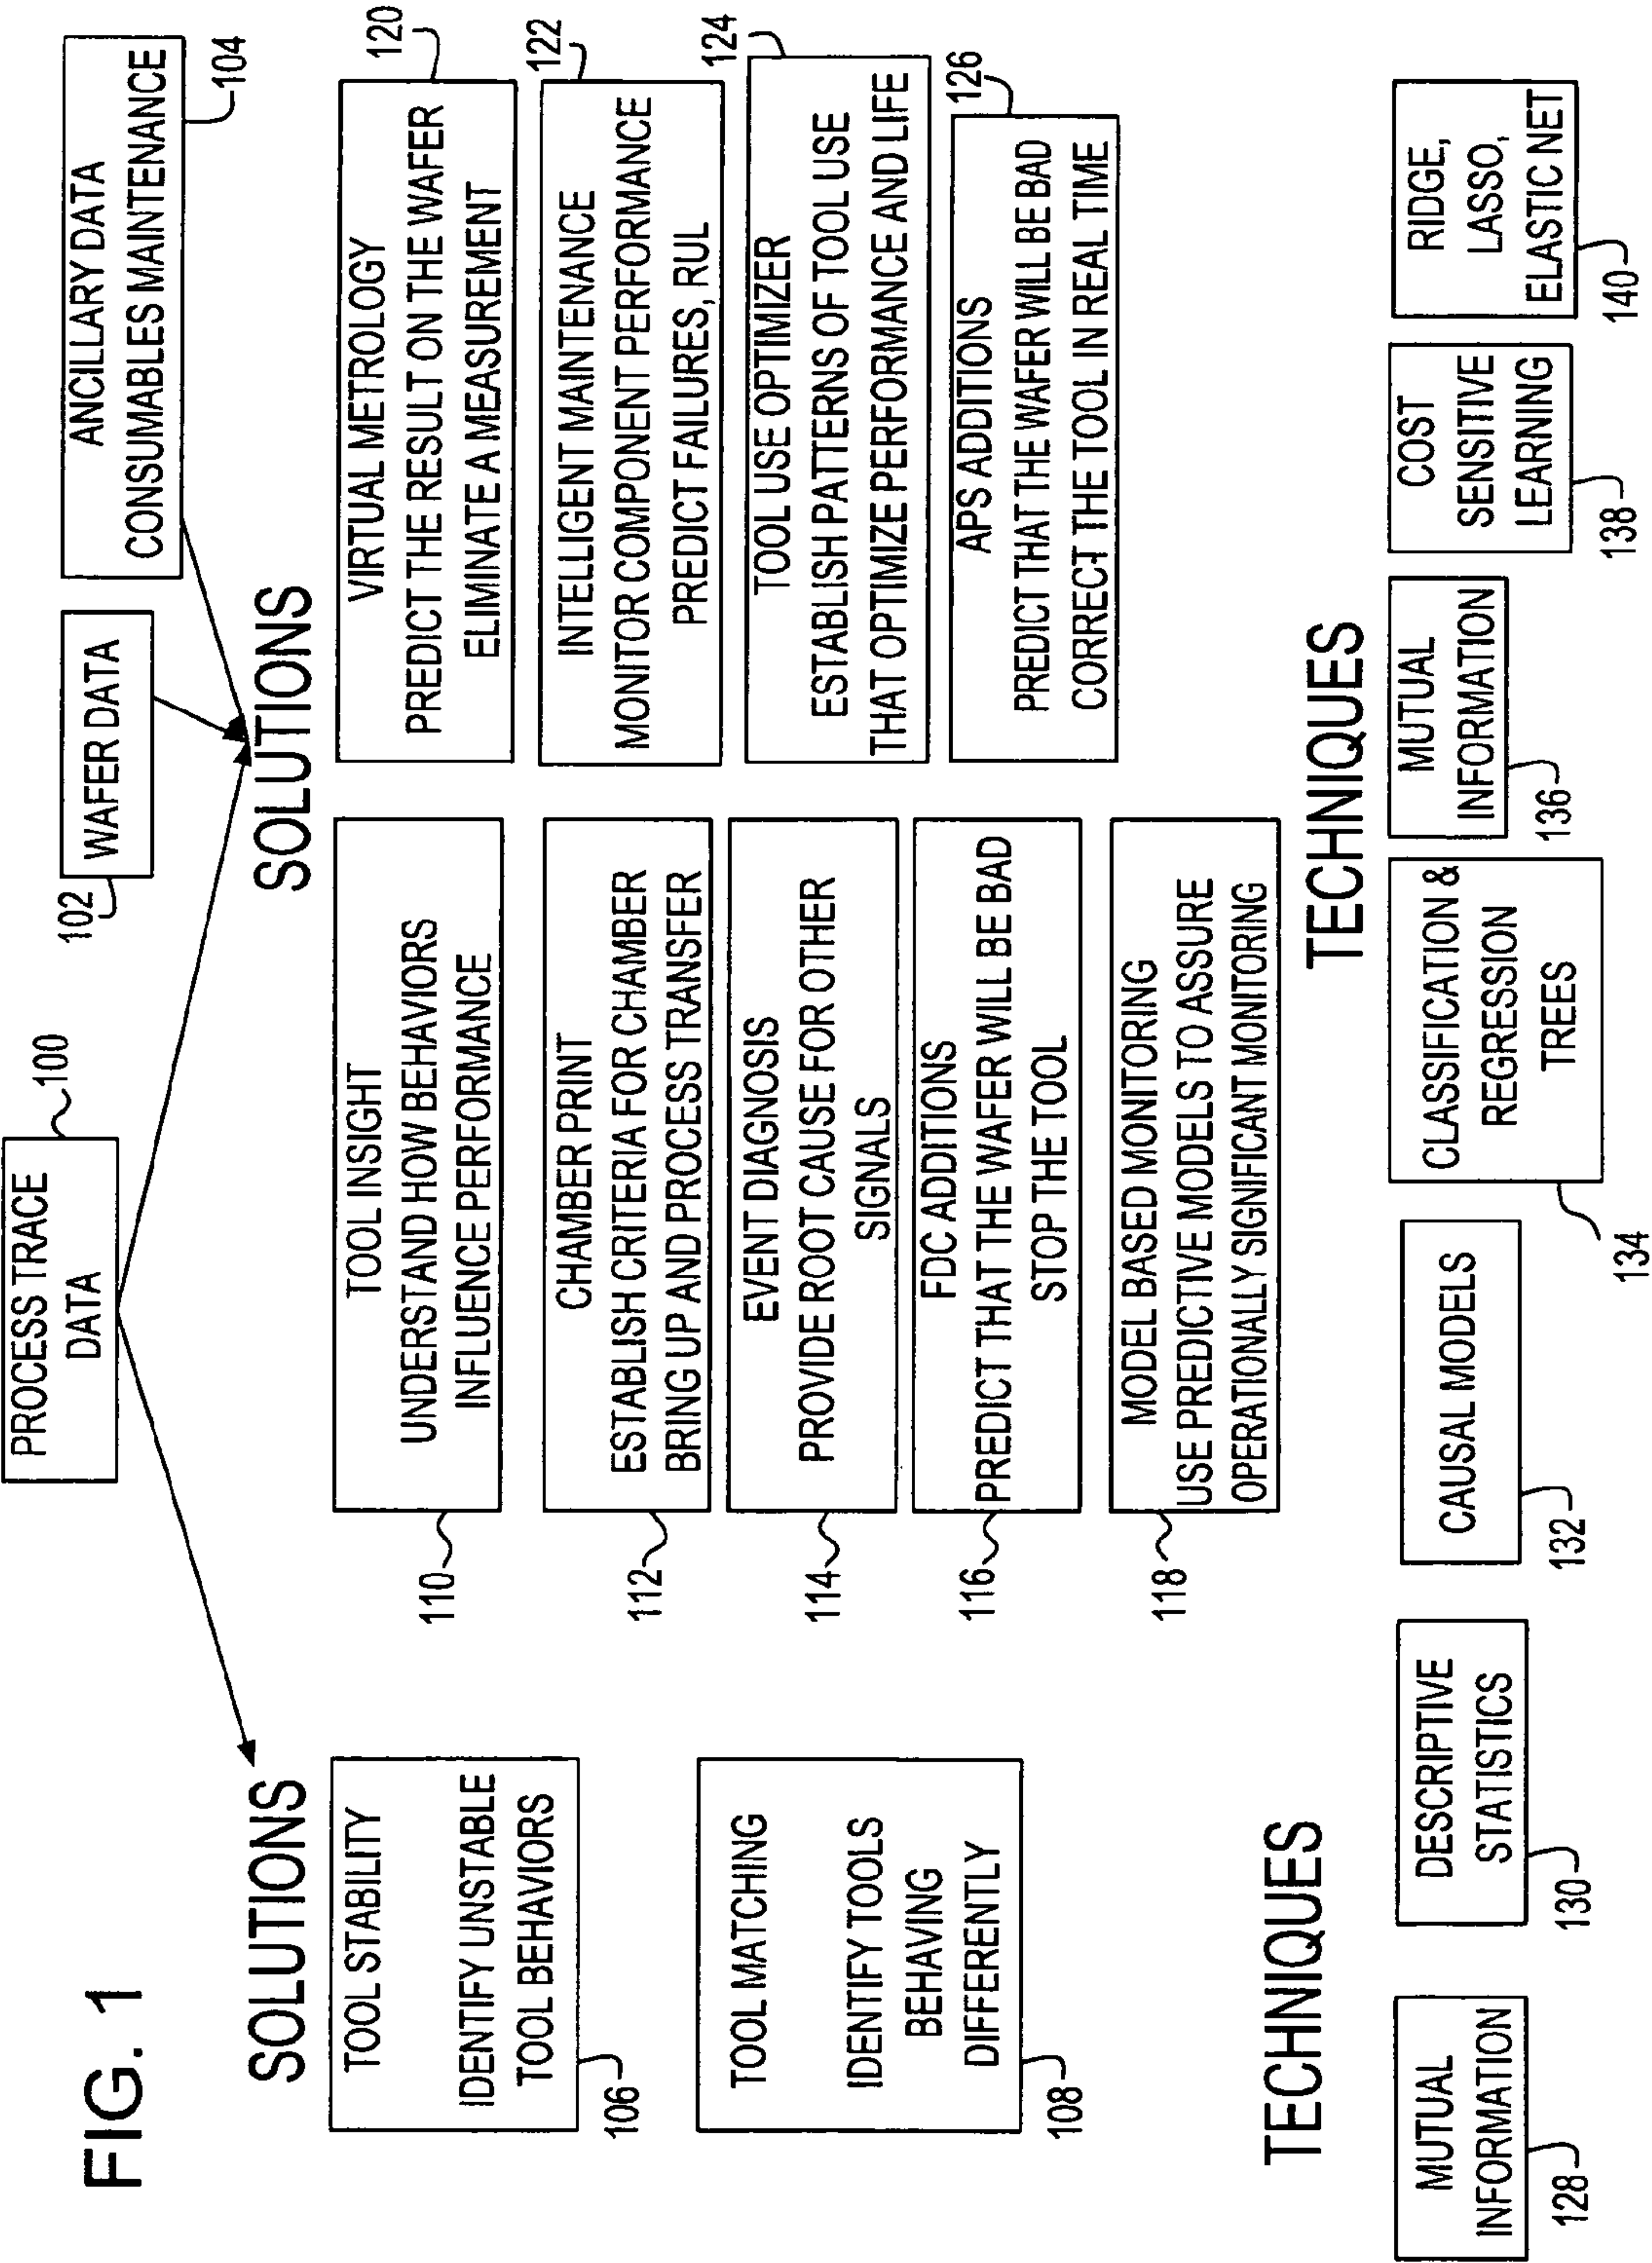 FIG. 1
PROCESS TRACE
DATA
100
102
WAFER DATA
ANCILLARY DATA
CONSUMABLES MAINTENANCE
104
SOLUTIONS
TOOL STABILITY
IDENTIFY UNSTABLE
TOOL BEHAVIORS
106
TOOL MATCHING
IDENTIFY TOOLS
BEHAVING
DIFFERENTLY
108
SOLUTIONS
110
TOOL INSIGHT
UNDERSTAND HOW BEHAVIORS
INFLUENCE PERFORMANCE
112
CHAMBER PRINT
ESTABLISH CRITERIA FOR CHAMBER
BRING UP AND PROCESS TRANSFER
114
EVENT DIAGNOSIS
PROVIDE ROOT CAUSE FOR OTHER
SIGNALS
116
FDC ADDITIONS
PREDICT THAT THE WAFER WILL BE BAD
STOP THE TOOL
118
MODEL BASED MONITORING
USE PREDICTIVE MODELS TO ASSURE
OPERATIONALLY SIGNIFICANT MONITORING
120
VIRTUAL METROLOGY
PREDICT THE RESULT ON THE WAFER
ELIMINATE A MEASUREMENT
122
INTELLIGENT MAINTENANCE
MONITOR COMPONENT PERFORMANCE
PREDICT FAILURES, RUL
124
TOOL USE OPTIMIZER
ESTABLISH PATTERNS OF TOOL USE
THAT OPTIMIZE PERFORMANCE AND LIFE
126
APS ADDITIONS
PREDICT THAT THE WAFER WILL BE BAD
CORRECT THE TOOL IN REAL TIME
TECHNIQUES
MUTUAL
INFORMATION
128
DESCRIPTIVE
STATISTICS
130
TECHNIQUES
CAUSAL MODELS
132
CLASSIFICATION &
REGRESSION
TREES
134
MUTUAL
INFORMATION
136
COST
SENSITIVE
LEARNING
138
RIDGE,
LASSO,
ELASTIC NET
140